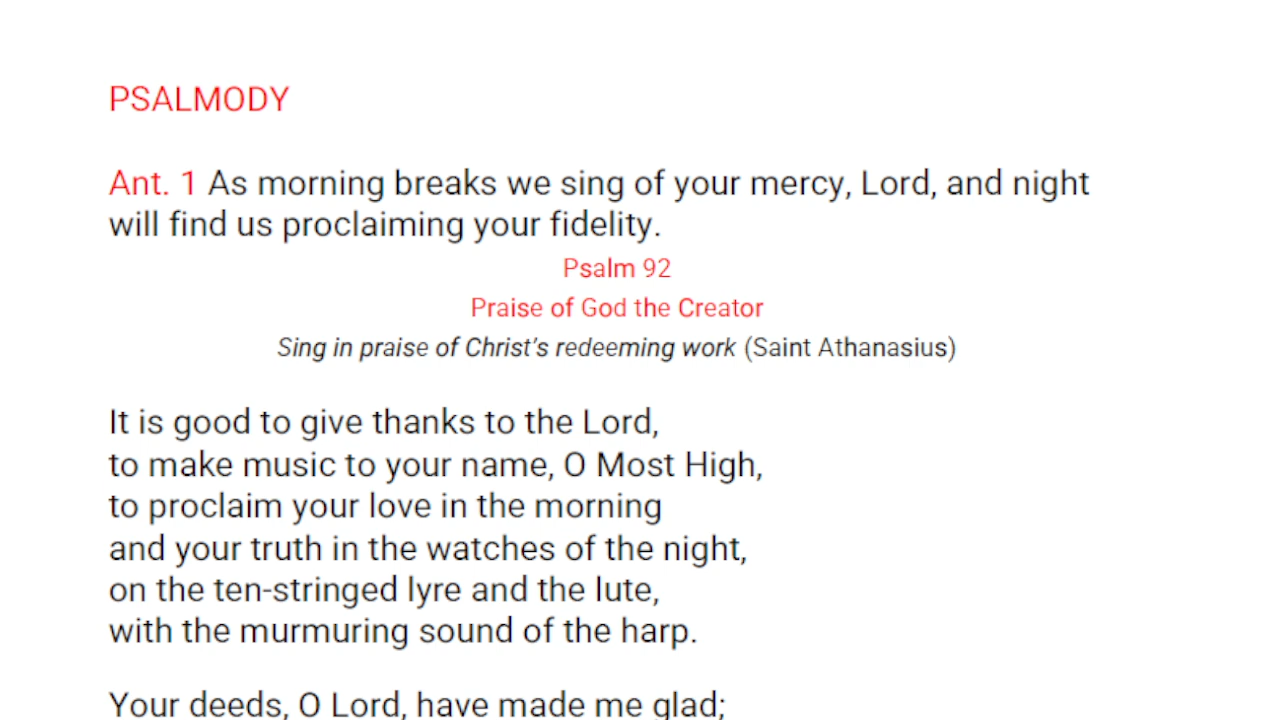 PSALMODY
Ant. 1 As morning breaks we sing of your mercy, Lord, and night
will find us proclaiming your fidelity.
Psalm 92
Praise of God the Creator
Sing in praise of Christ’s redeeming work (Saint Athanasius)
It is good to give thanks to the Lord,
to make music to your name, O Most High,
to proclaim your love in the morning
and your truth in the watches of the night,
on the ten-stringed lyre and the lute,
with the murmuring sound of the harp.
Your deeds, O Lord, have made me glad;